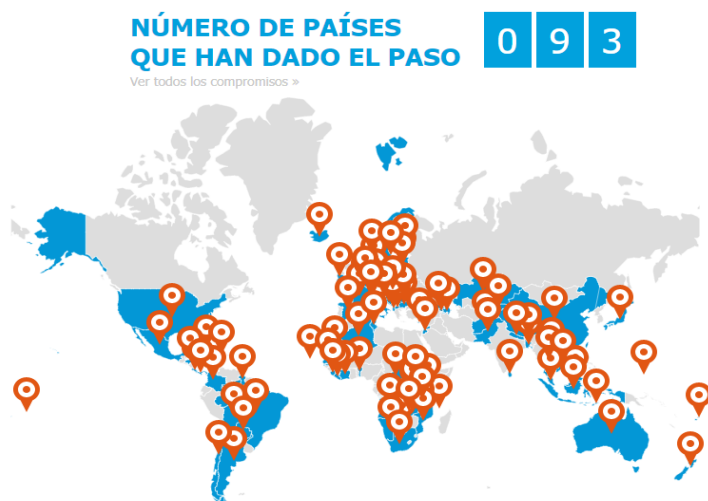 NÚMERO DE PAÍSES
QUE HAN DADO EL PASO
093
Ver todos los compromisos »